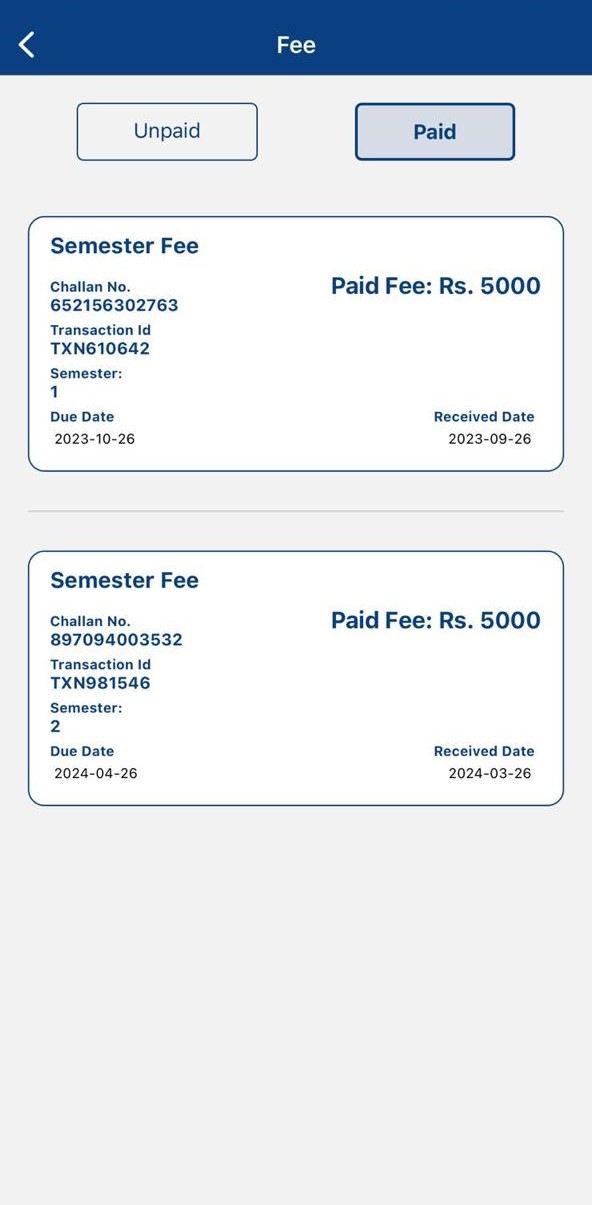 Fee
Unpaid
Paid
Semester Fee
Paid Fee: Rs. 5000
Challan No.
652156302763
Transaction Id
TXN610642
Semester:
1
Due Date
Received Date
2023-10-26
2023-09-26
Semester Fee
Paid Fee: Rs. 5000
Challan No.
897094003532
Transaction Id
TXN981546
Semester:
2
Due Date
Received Date
2024-04-26
2024-03-26